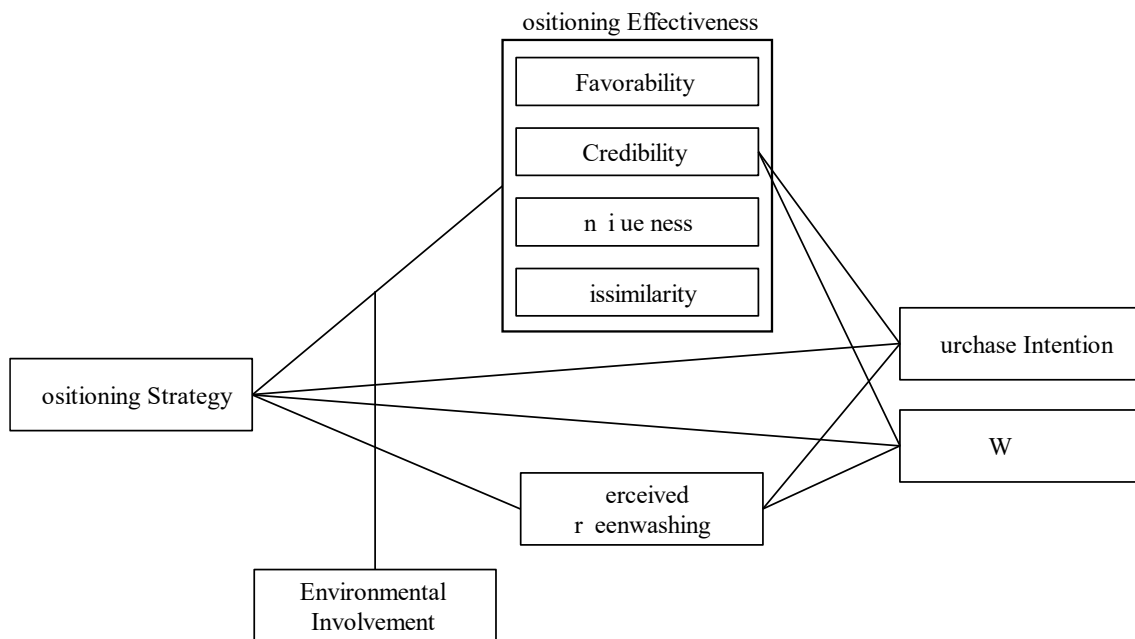 ositioning Effectiveness
Favorability
Credibility
n i ue ness
issimilarity
urchase Intention
ositioning Strategy
W
erceived
r eenwashing
Environmental
Involvement